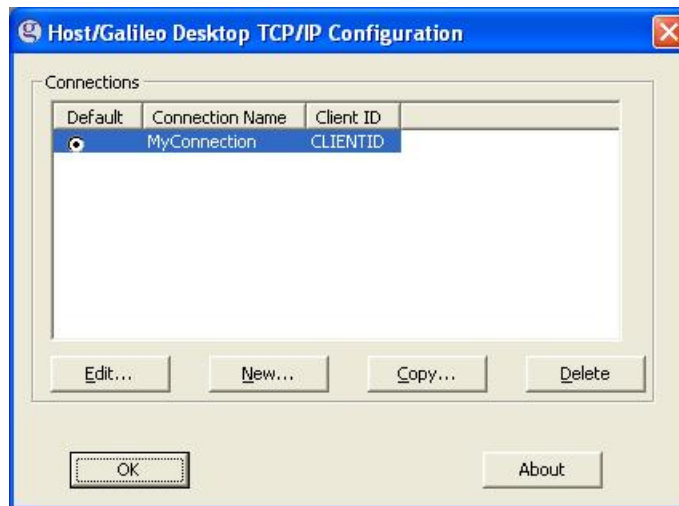 Host/Galileo Desktop TCP/IP Configuration
Connections
Default Connection Name Client ID
MyConnection CLIENTID
Edit... New... Copy... Delete
OK About